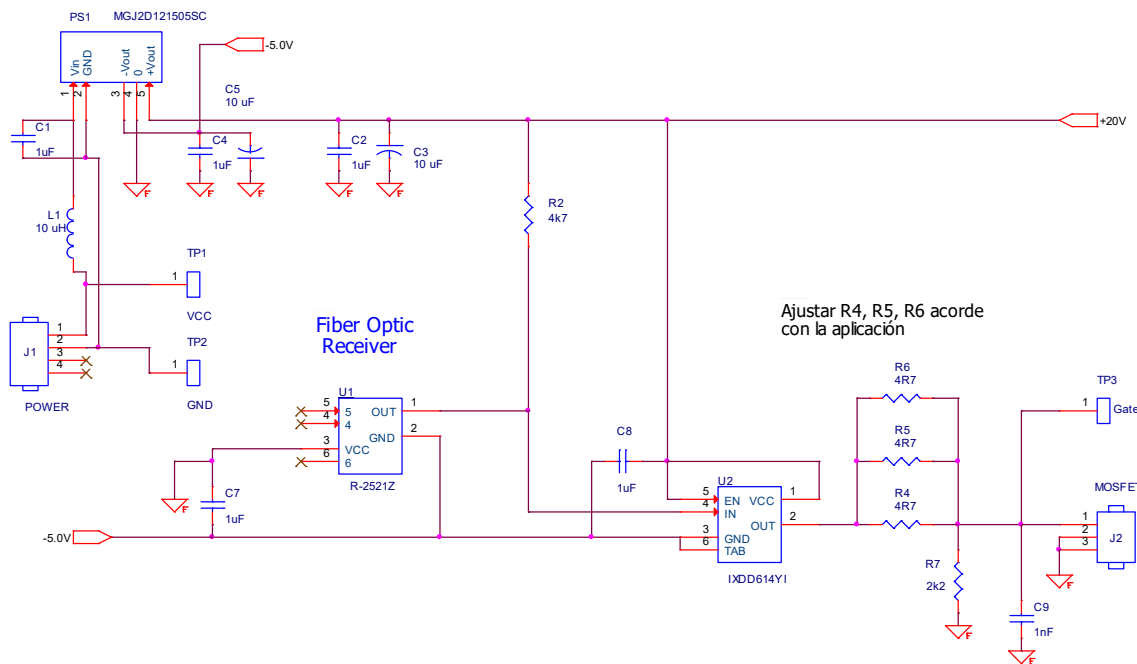 PS1
MGJ2D121505SC
Vin
GND
-Vout
0
+Vout
1
2
3
4
5
-5.0V
C5
10 uF
C1
1uF
C4
1uF
C2
1uF
C3
10 uF
+20V
F
F
F
F
F
R2
4k7
L1
10 uH
TP1
1
VCC
J1
1
2
3
4
POWER
TP2
1
GND
Fiber Optic
Receiver
Ajustar R4, R5, R6 acorde
con la aplicación
U1
5
4
3
6
5
4
VCC
6
OUT
GND
1
2
R-2521Z
F
C7
1uF
-5.0V
C8
1uF
U2
5
4
3
6
EN
IN
GND
TAB
VCC
OUT
1
2
IXDD614YI
R6
4R7
R5
4R7
R4
4R7
R7
2k2
F
TP3
1
Gate
MOSFET
1
2
3
J2
F
C9
1nF
F